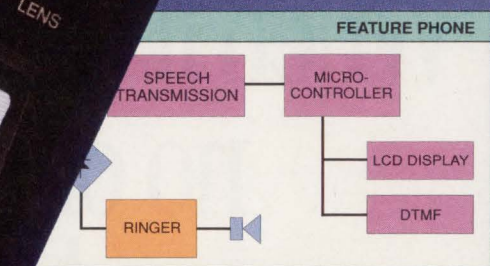 LENS
FEATURE PHONE
SPEECH
TRANSMISSION
MICRO-
CONTROLLER
LCD DISPLAY
DTMF
RINGER